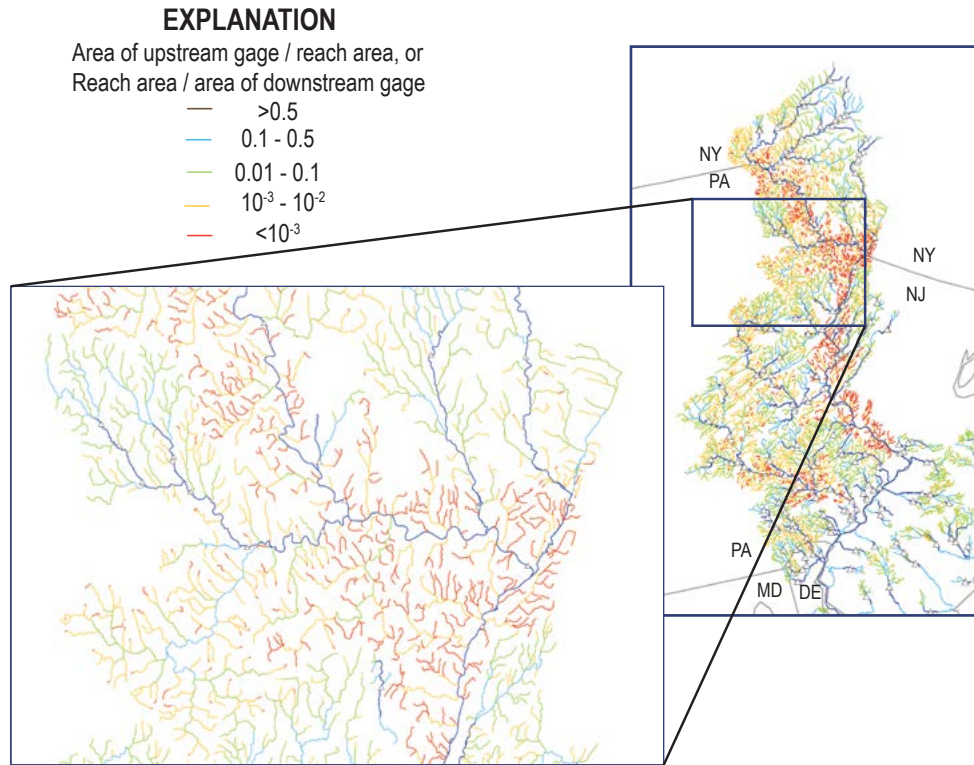 EXPLANATION
Area of upstream gage / reach area, or
Reach area / area of downstream gage
>0.5
0.1 - 0.5
0.01 - 0.1
10⁻³ - 10⁻²
<10⁻³
NY
PA
NY
NJ
PA
MD
DE